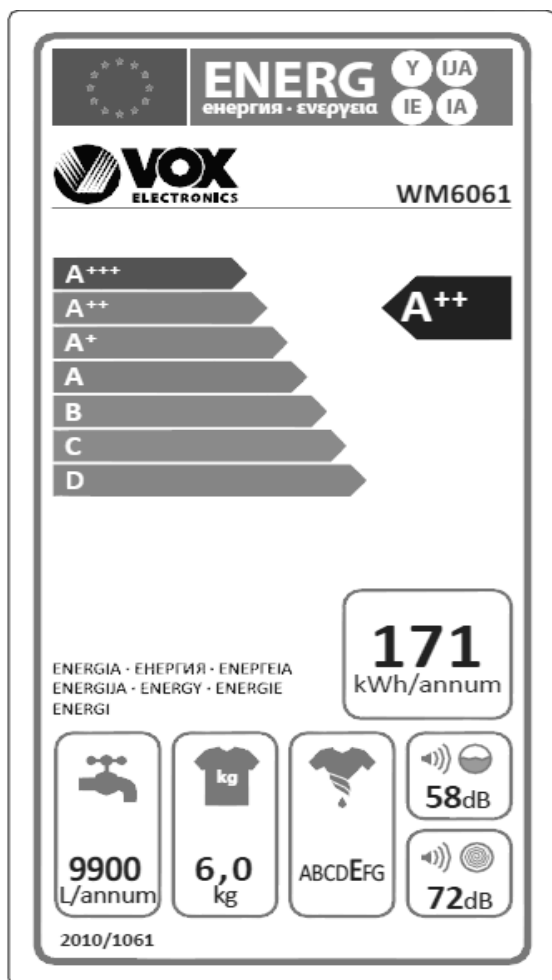 ENERG Y IJA
енергия · ενεργεια IE IA
VOX
ELECTRONICS
WM6061
A+++
A++
A++
A+
A
B
C
D
171
kWh/annum
ENERGIA · ЕНЕРГИЯ · ΕΝΕΡΓΕΙΑ
ENERGIJA · ENERGY · ENERGIE
ENERGI
kg
9900
L/annum
6,0
kg
ABCDEFG
58dB
72dB
2010/1061